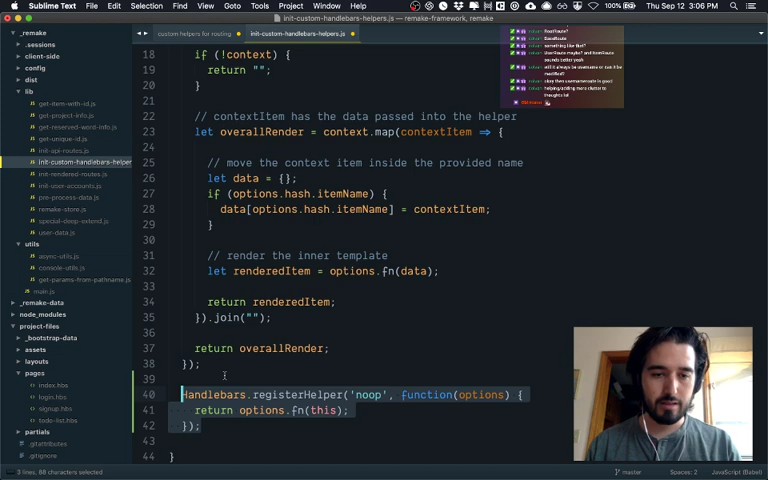 Sublime Text File Edit Selection Find View Goto Tools Project Window Help 100% Thu Sep 12 3:06 PM
init-custom-handlebars-helpers.js — remake-framework, remake
custom helpers for routing
init-custom-handlebars-helpers.js
_remake
.sessions
client-side
config
dist
lib
get-item-with-id.js
get-project-info.js
get-reserved-word-info.js
get-unique-id.js
init-api-routes.js
init-custom-handlebars-helper
init-rendered-routes.js
init-user-accounts.js
pre-process-data.js
remake-store.js
special-deep-extend.js
user-data.js
utils
async-utils.js
console-utils.js
get-params-from-pathname.js
main.js
_remake-data
node_modules
project-files
_bootstrap-data
assets
layouts
pages
index.hbs
login.hbs
signup.hbs
todo-list.hbs
partials
.gitattributes
.gitignore
18 if (!context) {
19 return "";
20 }
21
22 // contextItem has the data passed into the helper
23 let overallRender = context.map(contextItem => {
24
25 // move the context item inside the provided name
26 let data = {};
27 if (options.hash.itemName) {
28 data[options.hash.itemName] = contextItem;
29 }
30
31 // render the inner template
32 let renderedItem = options.fn(data);
33
34 return renderedItem;
35 }).join("");
36
37 return overallRender;
38 });
39
40 Handlebars.registerHelper('noop', function(options) {
41 return options.fn(this);
42 });
43
44 }
something like that?
3 lines, 88 characters selected
master
Spaces: 2
JavaScript (Babel)